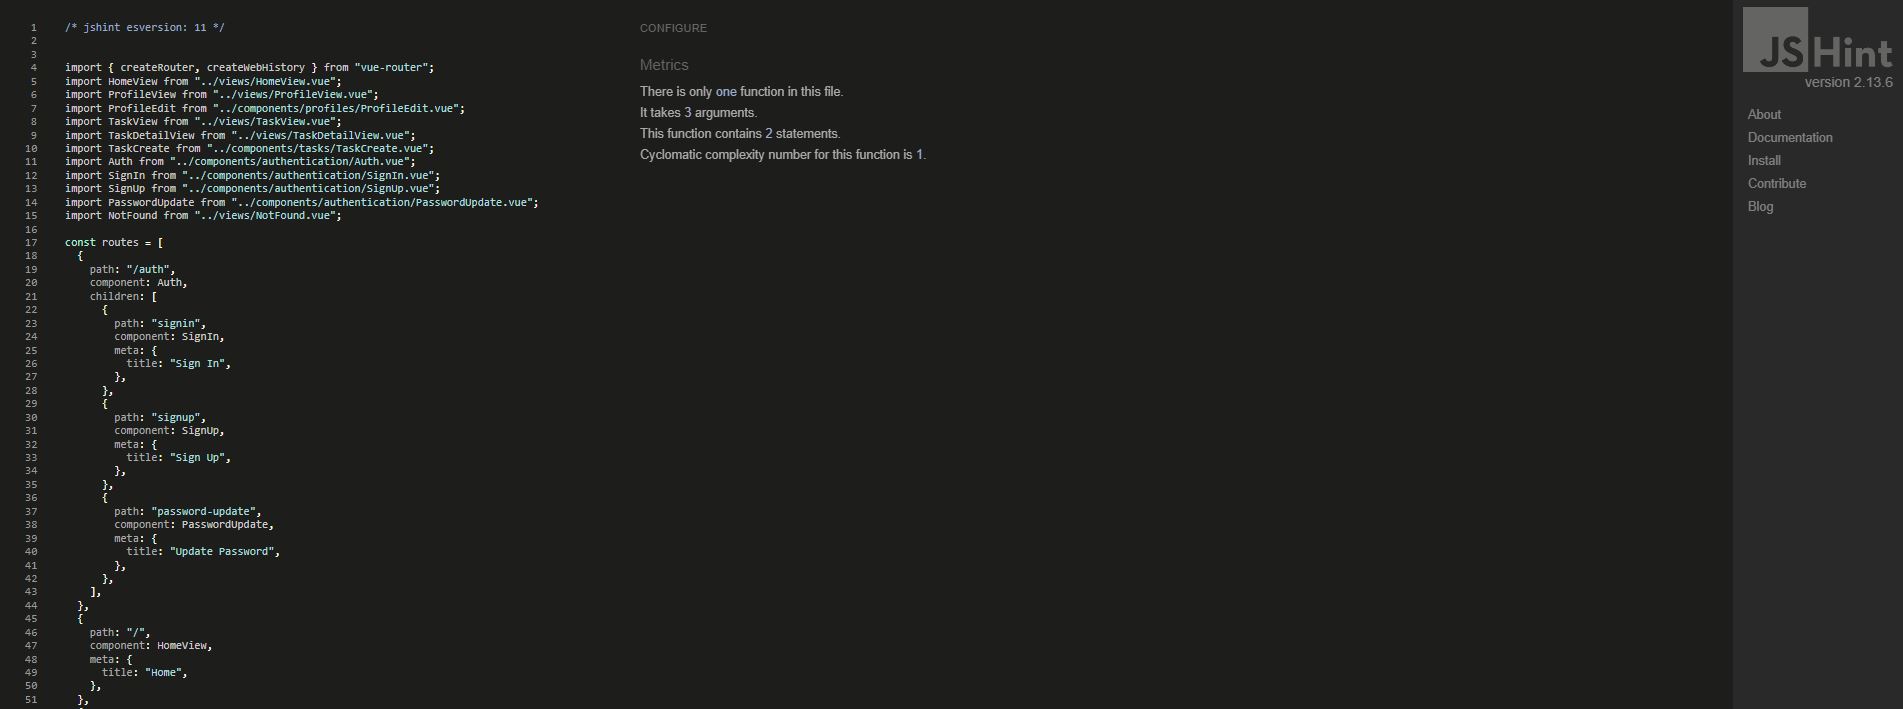 1 /* jshint esversion: 11 */
2
3
4 import { createRouter, createWebHistory } from "vue-router";
5 import HomeView from "../views/HomeView.vue";
6 import ProfileView from "../views/ProfileView.vue";
7 import ProfileEdit from "../components/profiles/ProfileEdit.vue";
8 import TaskView from "../views/TaskView.vue";
9 import TaskDetailView from "../views/TaskDetailView.vue";
10 import TaskCreate from "../components/tasks/TaskCreate.vue";
11 import Auth from "../components/authentication/Auth.vue";
12 import SignIn from "../components/authentication/SignIn.vue";
13 import SignUp from "../components/authentication/SignUp.vue";
14 import PasswordUpdate from "../components/authentication/PasswordUpdate.vue";
15 import NotFound from "../views/NotFound.vue";
16
17 const routes = [
18 {
19 path: "/auth",
20 component: Auth,
21 children: [
22 {
23 path: "signin",
24 component: SignIn,
25 meta: {
26 title: "Sign In",
27 },
28 },
29 {
30 path: "signup",
31 component: SignUp,
32 meta: {
33 title: "Sign Up",
34 },
35 },
36 {
37 path: "password-update",
38 component: PasswordUpdate,
39 meta: {
40 title: "Update Password",
41 },
42 },
43 ],
44 },
45 {
46 path: "/",
47 component: HomeView,
48 meta: {
49 title: "Home",
50 },
51 },
CONFIGURE
Metrics
There is only one function in this file.
It takes 3 arguments.
This function contains 2 statements.
Cyclomatic complexity number for this function is 1.
JSHint
version 2.13.6
About
Documentation
Install
Contribute
Blog